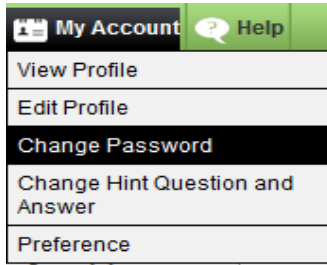 My Account Help
View Profile
Edit Profile
Change Password
Change Hint Question and
Answer
Preference